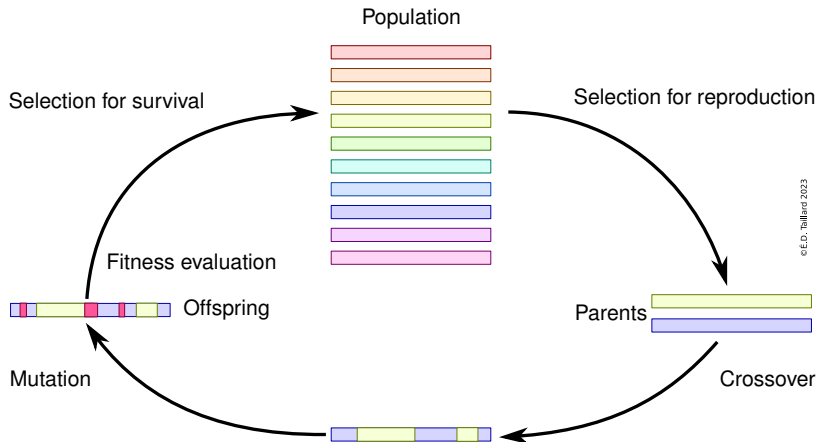 Population
Selection for survival
Selection for reproduction
©É.D. Taillard 2023
Fitness evaluation
Offspring
Parents
Mutation
Crossover